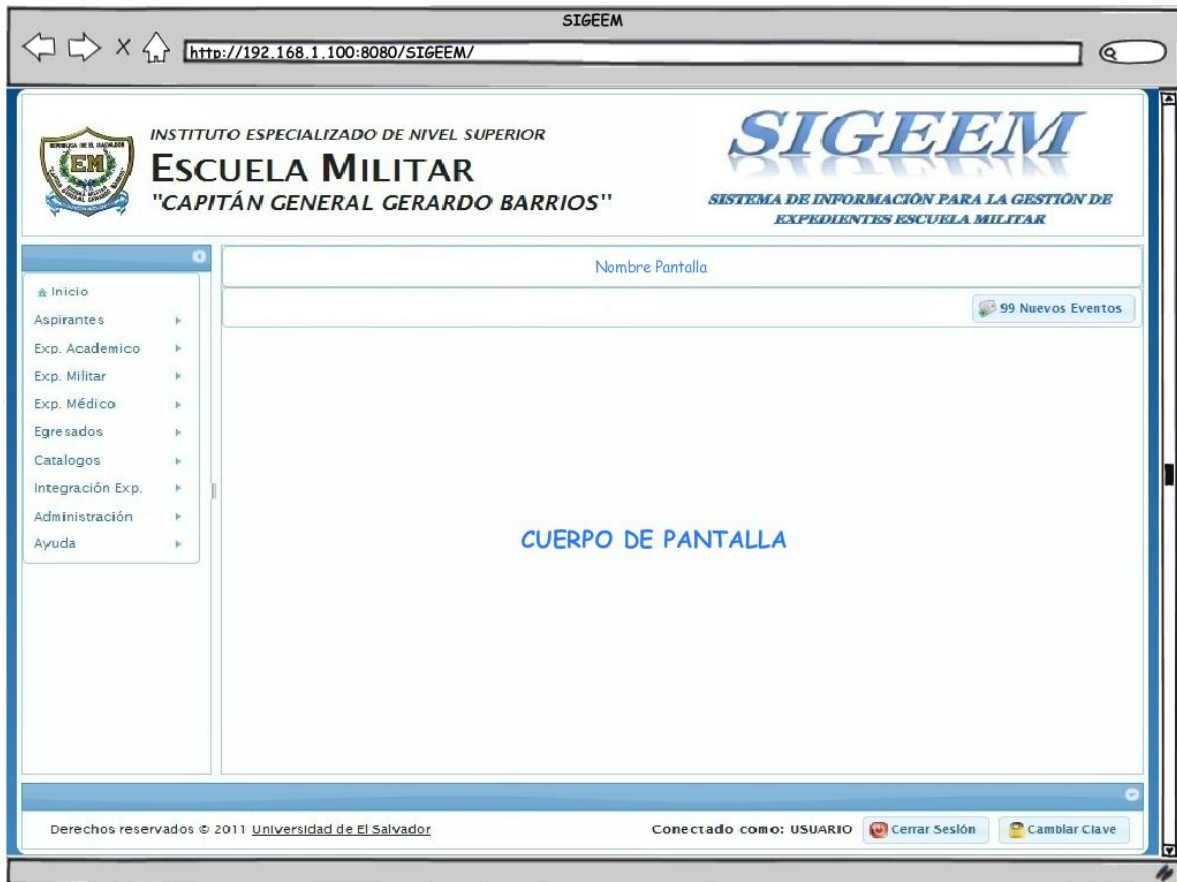 SIGEEM
http://192.168.1.100:8080/SIGEEM/
INSTITUTO ESPECIALIZADO DE NIVEL SUPERIOR
ESCUELA MILITAR
"CAPITÁN GENERAL GERARDO BARRIOS"
EM
SIGEEM
SISTEMA DE INFORMACIÓN PARA LA GESTIÓN DE
EXPEDIENTES ESCUELA MILITAR
Nombre Pantalla
99 Nuevos Eventos
Inicio
Aspirantes
Exp. Academico
Exp. Militar
Exp. Médico
Egresados
Catalogos
Integración Exp.
Administración
Ayuda
CUERPO DE PANTALLA
Derechos reservados © 2011 Universidad de El Salvador
Conectado como: USUARIO
Cerrar Sesión
Cambiar Clave